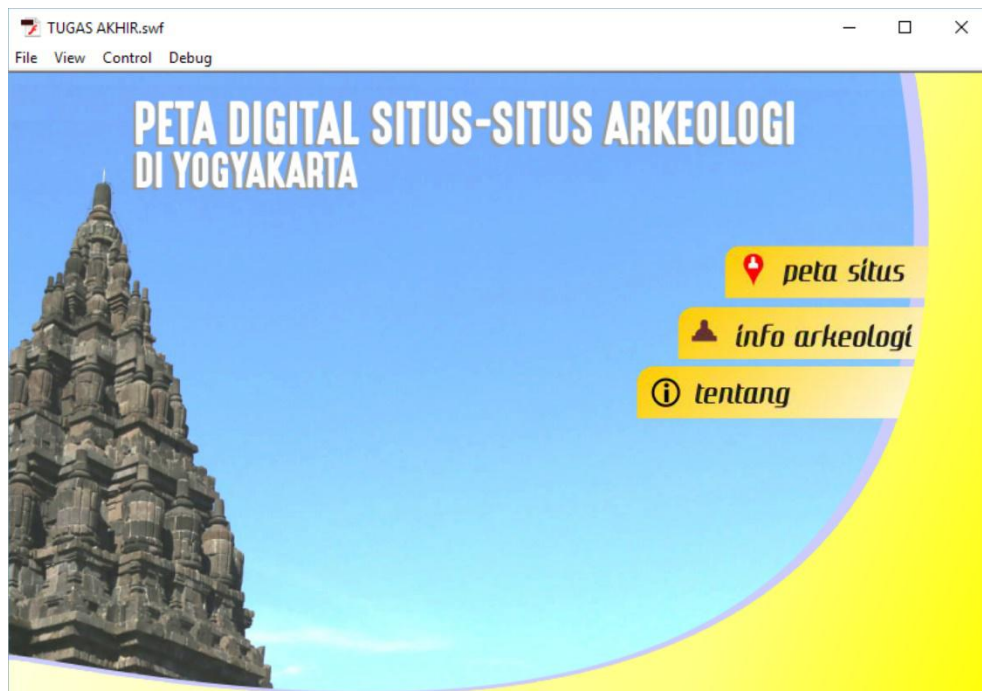 TUGAS AKHIR.swf
File View Control Debug
PETA DIGITAL SITUS-SITUS ARKEOLOGI
DI YOGYAKARTA
peta situs
info arkeologi
tentang